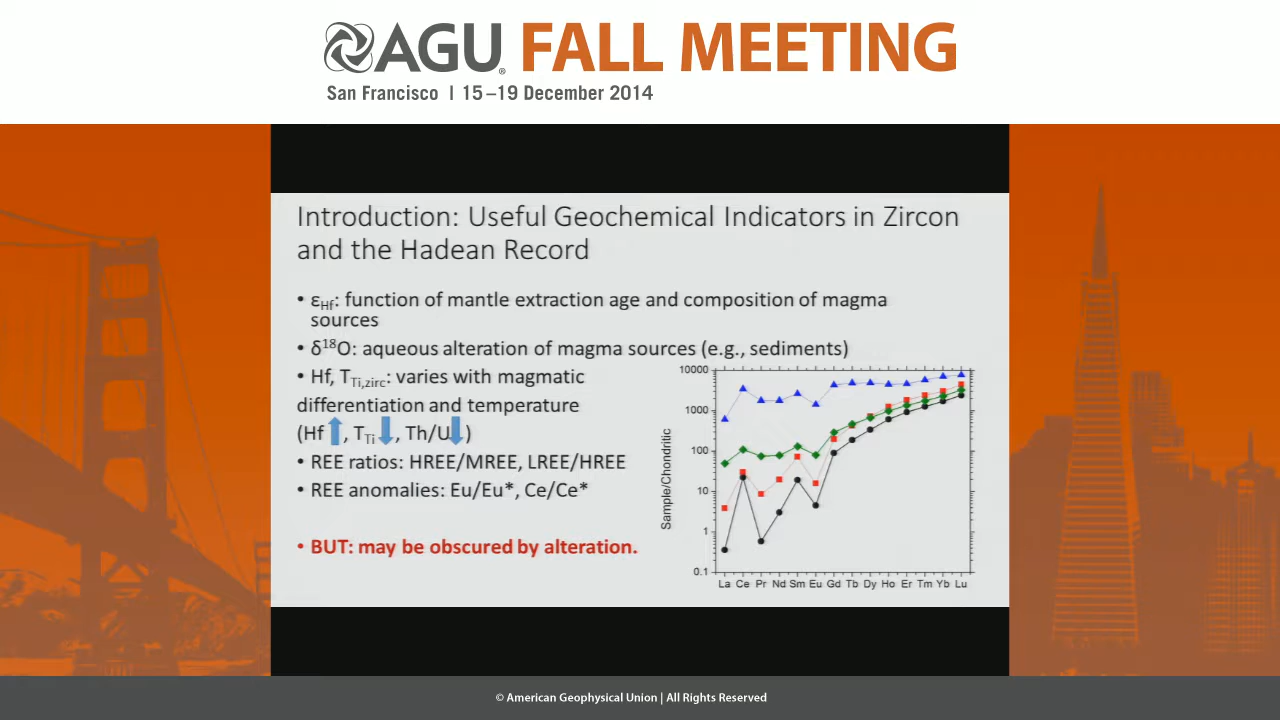 AGU FALL MEETING
San Francisco | 15–19 December 2014
Introduction: Useful Geochemical Indicators in Zircon
and the Hadean Record
• εHf: function of mantle extraction age and composition of magma
sources
• δ18O: aqueous alteration of magma sources (e.g., sediments)
• Hf, TTi,zirc: varies with magmatic
differentiation and temperature
(Hf ↑, TTi ↓, Th/U ↓)
• REE ratios: HREE/MREE, LREE/HREE
• REE anomalies: Eu/Eu*, Ce/Ce*
• BUT: may be obscured by alteration.
Sample/Chondritic
10000
1000
100
10
1
0.1
La Ce Pr Nd Sm Eu Gd Tb Dy Ho Er Tm Yb Lu
© American Geophysical Union | All Rights Reserved